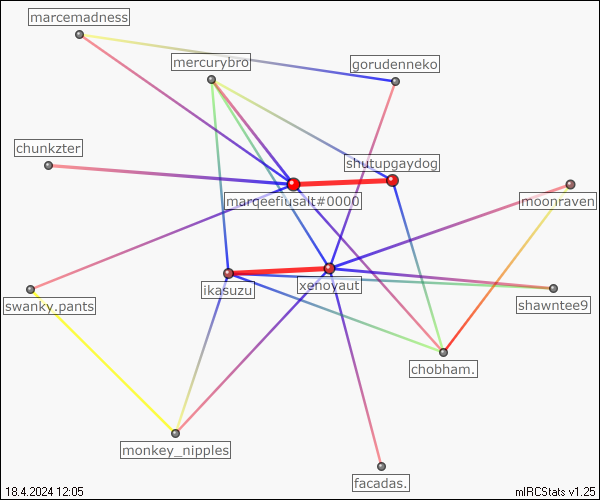 marcemadness
mercurybro
gorudenneko
chunkzter
shutupgaydog
marqeefiusalt#0000
moonraven
ikasuzu
xenoyaut
swanky.pants
shawntee9
chobham.
monkey_nipples
facadas.
18.4.2024 12:05
mIRCStats v1.25